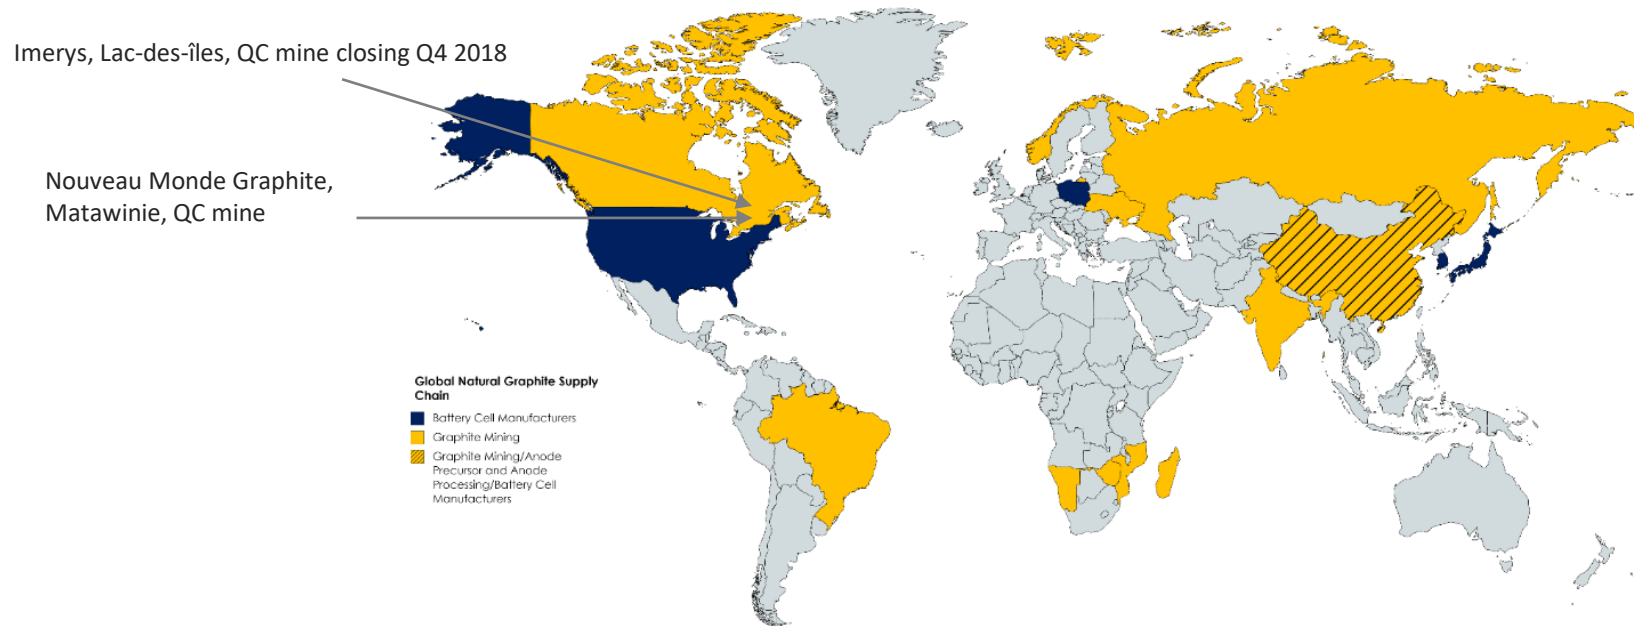 Imerys, Lac-des-îles, QC mine closing Q4 2018
Nouveau Monde Graphite,
Matawinie, QC mine
Global Natural Graphite Supply
Chain
Battery Cell Manufacturers
Graphite Mining
Graphite Mining/Anode
Precursor and Anode
Processing/Battery Cell
Manufacturers